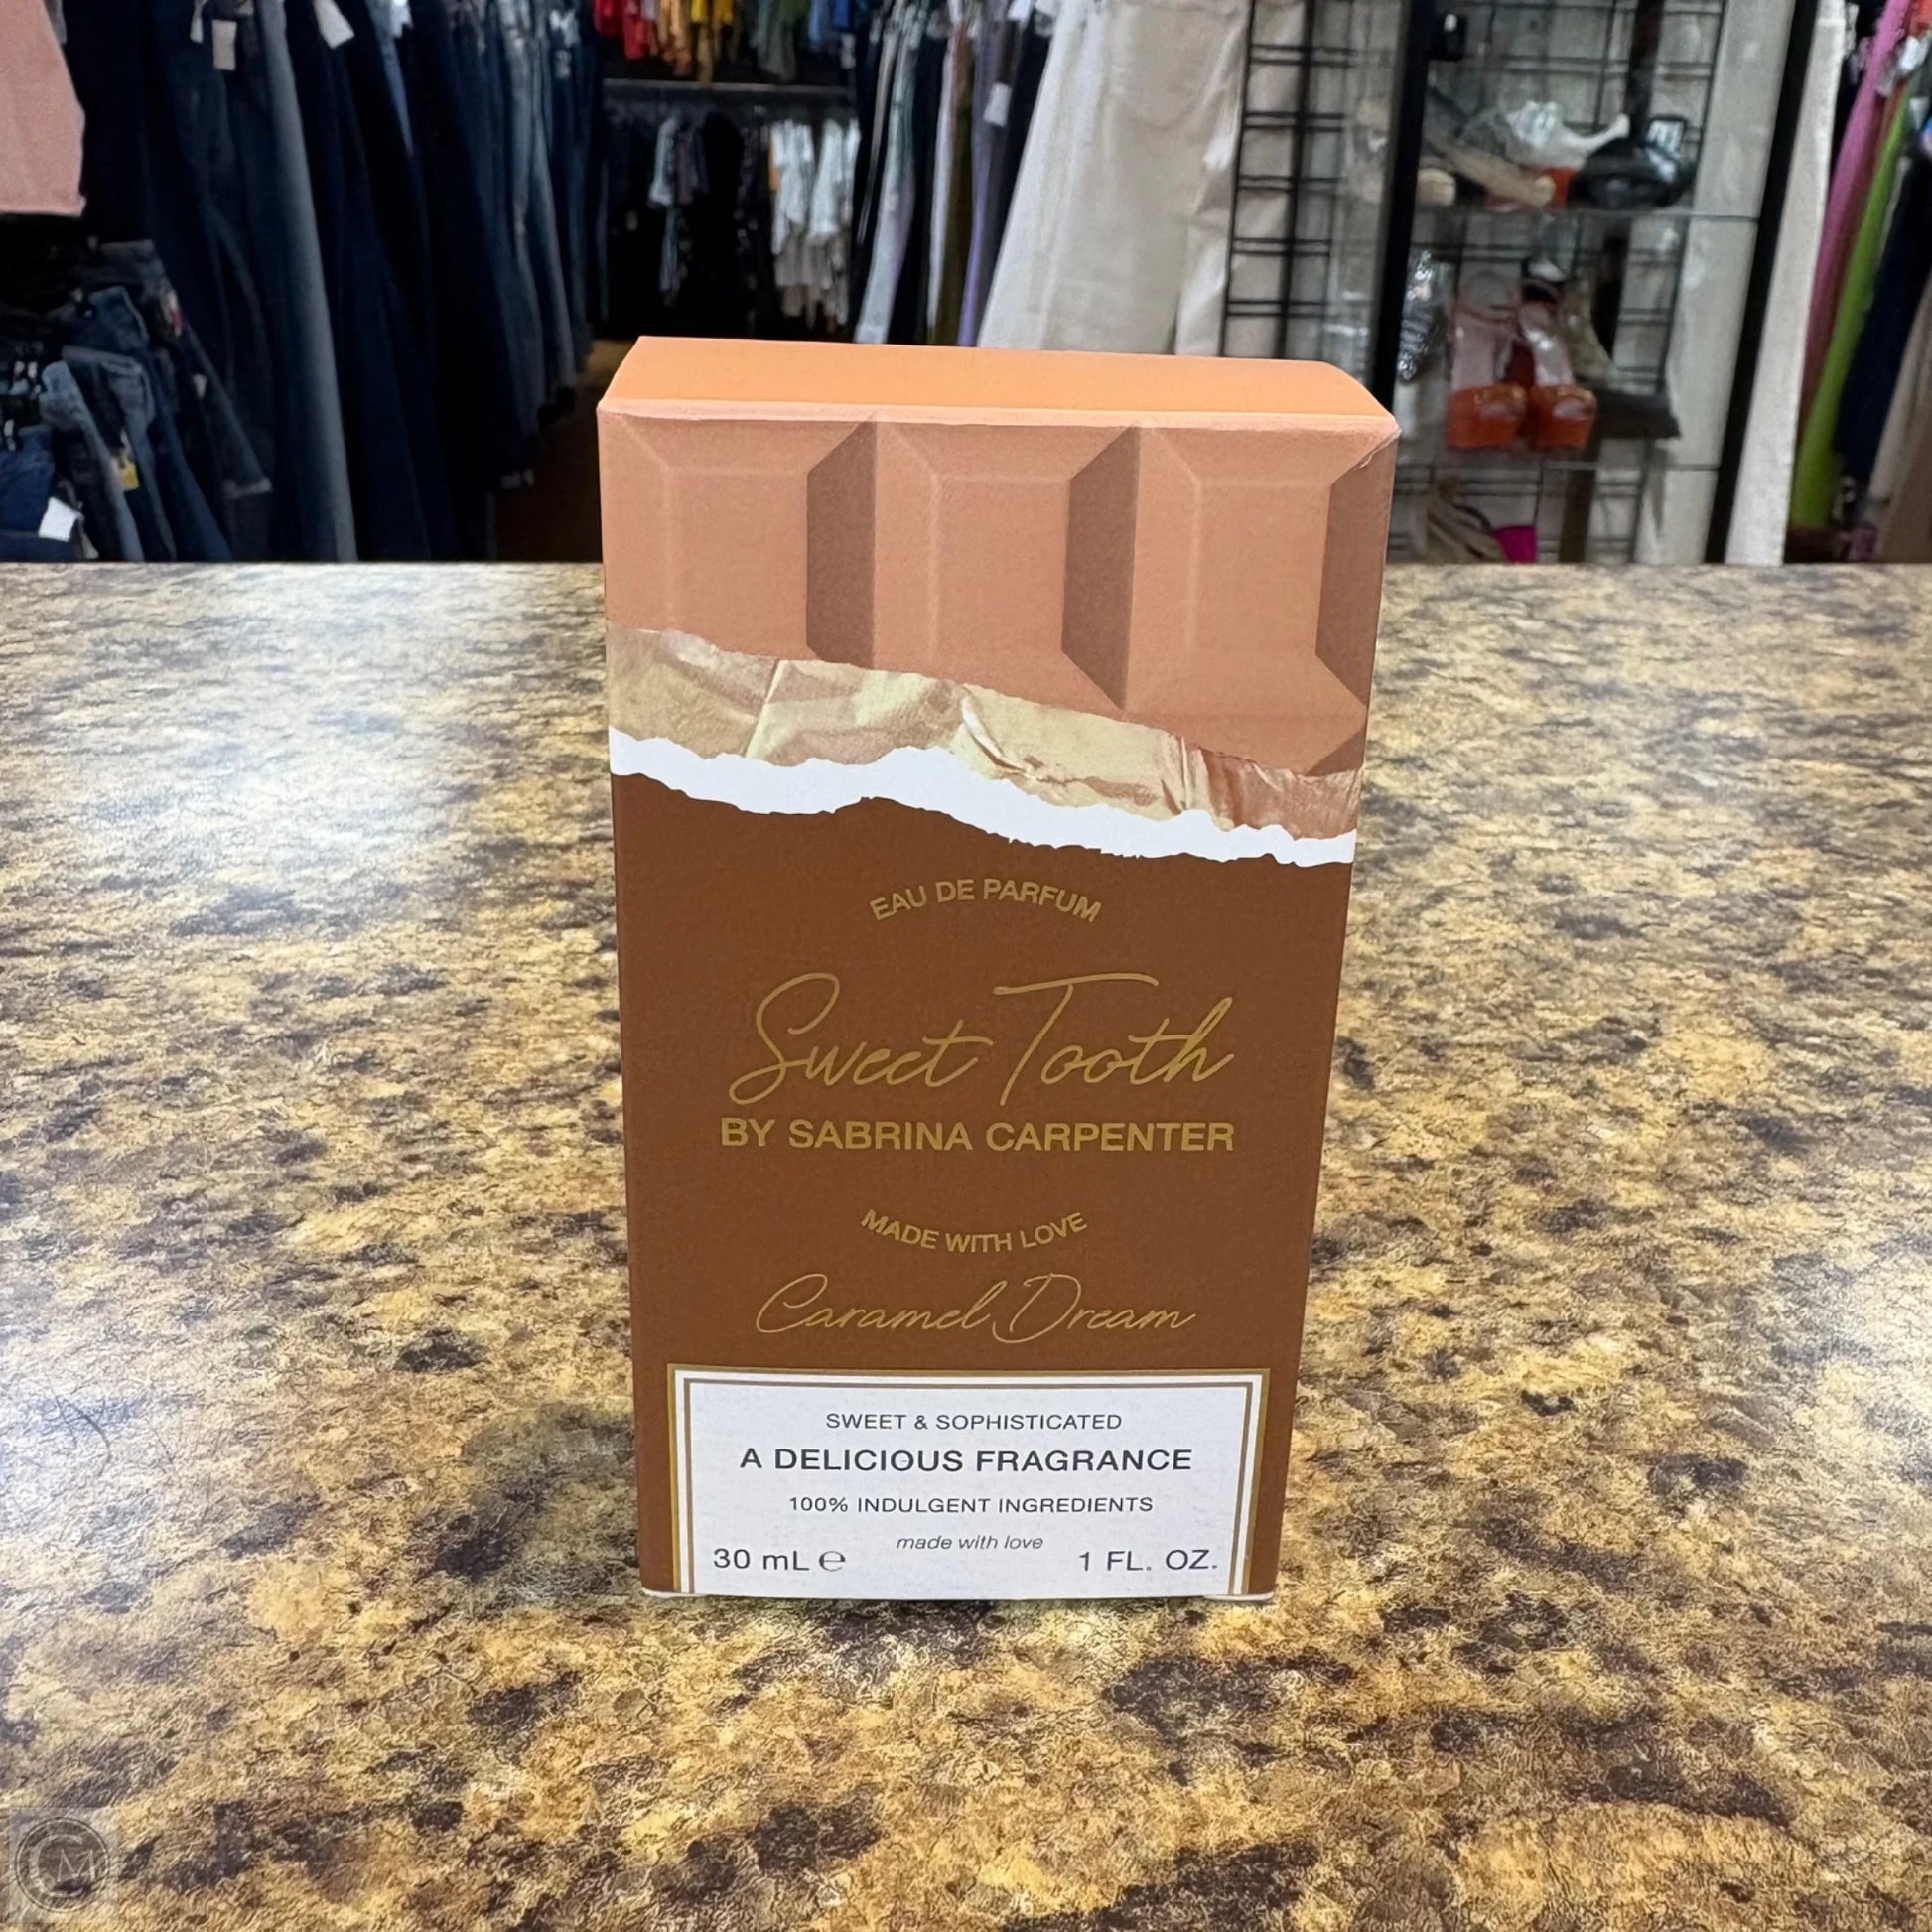 EAU DE PARFUM
Sweet Tooth
BY SABRINA CARPENTER
MADE WITH LOVE
Caramel Dream
SWEET & SOPHISTICATED
A DELICIOUS FRAGRANCE
100% INDULGENT INGREDIENTS
made with love
30 mL ℮ 1 FL. OZ.